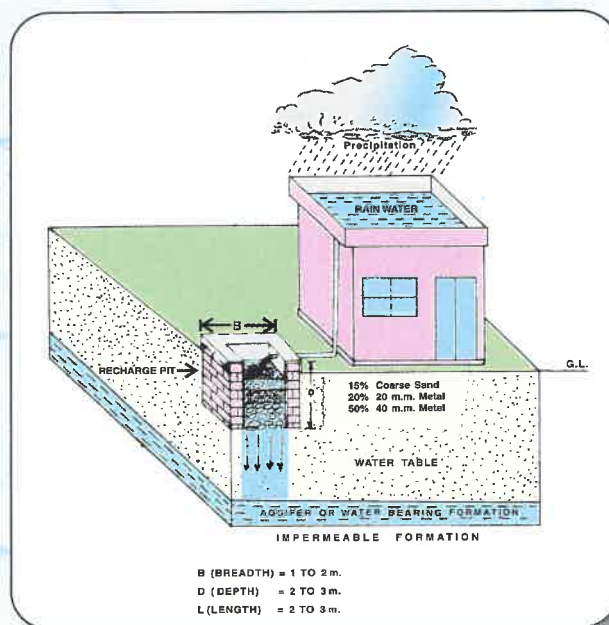 Precipitation
RAIN WATER
B
RECHARGE PIT
D
G.L.
15% Coarse Sand
20% 20 m.m. Metal
50% 40 m.m. Metal
WATER TABLE
AQUIFER OR WATER BEARING FORMATION
IMPERMEABLE FORMATION
B (BREADTH) = 1 TO 2 m.
D (DEPTH) = 2 TO 3 m.
L (LENGTH) = 2 TO 3 m.